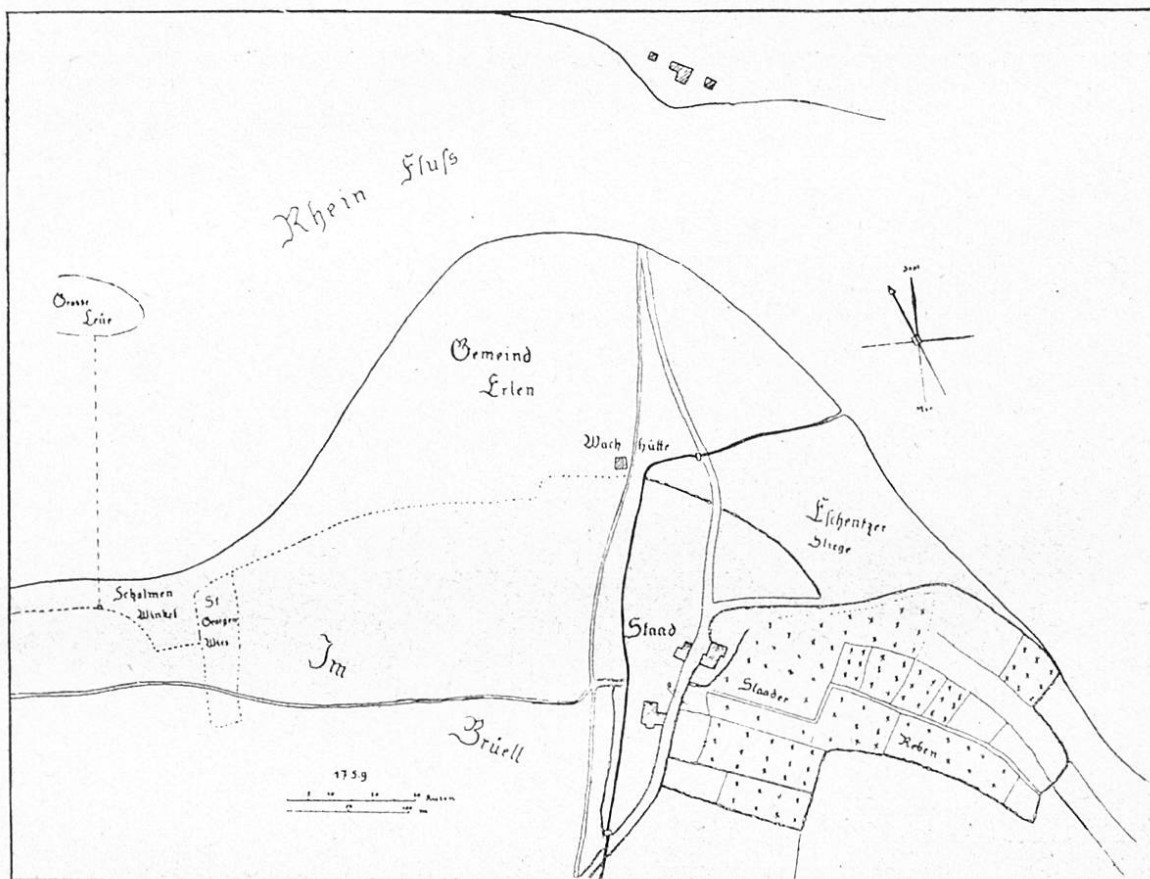 Rhein Fluſs
Grosse
Leüe
Gemeind
Erlen
Wach hütte
Eſchentzer
Stiege
Schalmen
Winkel
St
Georgen
Wies
Im
Brüell
Staad
Staader
Reben
1759